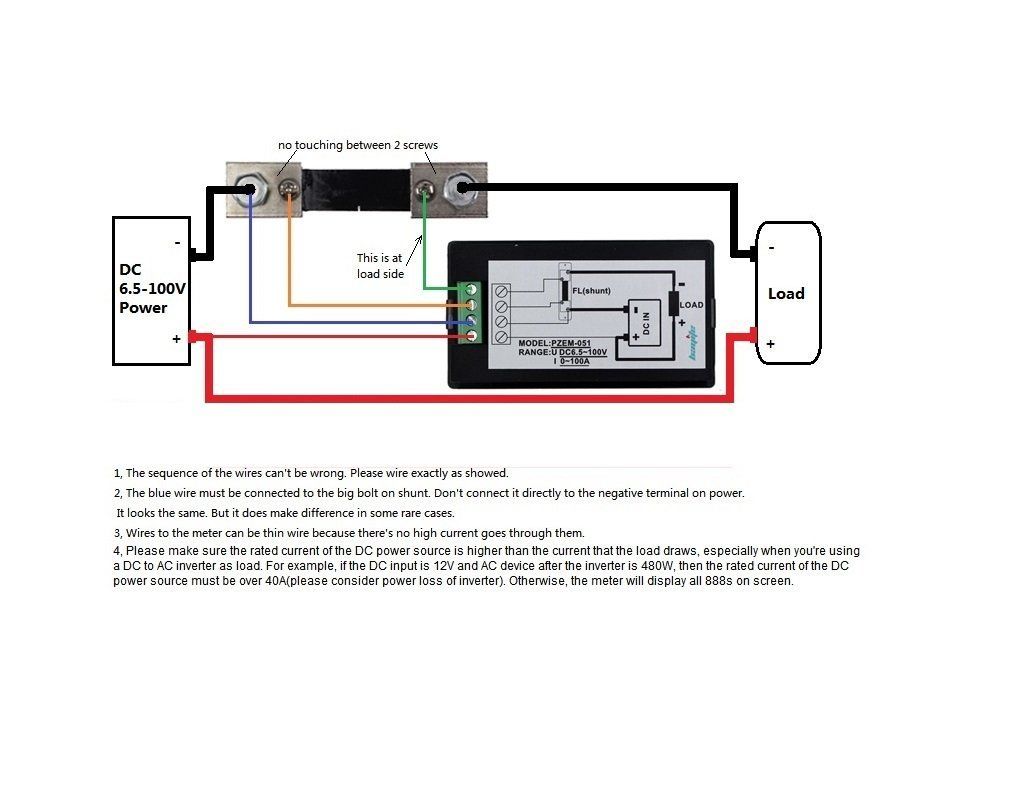 no touching between 2 screws
This is at
load side
-
DC
6.5-100V
Power
+
-
Load
+
FL(shunt)
-
LOAD
+
-
DC IN
+
MODEL:PZEM-051
RANGE:U DC6.5~100V
I 0~100A
1, The sequence of the wires can't be wrong. Please wire exactly as showed.
2, The blue wire must be connected to the big bolt on shunt. Don't connect it directly to the negative terminal on power.
It looks the same. But it does make difference in some rare cases.
3, Wires to the meter can be thin wire because there's no high current goes through them.
4, Please make sure the rated current of the DC power source is higher than the current that the load draws, especially when you're using
a DC to AC inverter as load. For example, if the DC input is 12V and AC device after the inverter is 480W, then the rated current of the DC
power source must be over 40A(please consider power loss of inverter). Otherwise, the meter will display all 888s on screen.